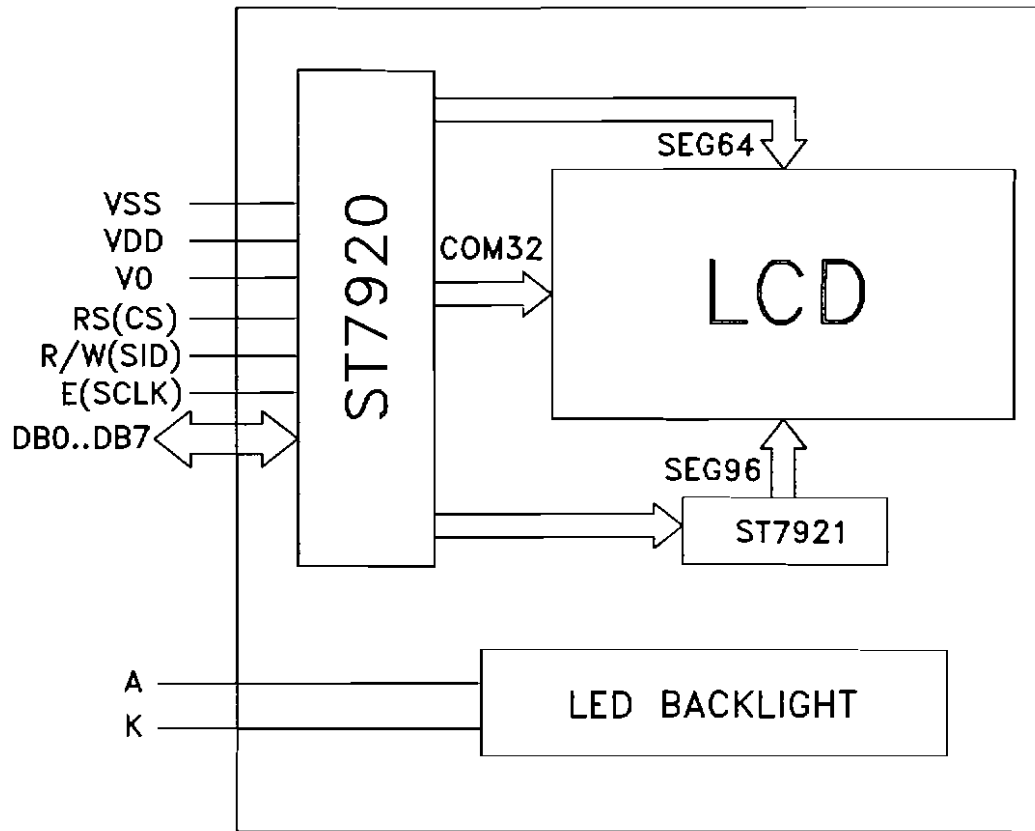 SEG64
VSS
VDD
V0
RS(CS)
R/W(SID)
E(SCLK)
DB0..DB7
ST7920
COM32
LCD
SEG96
ST7921
A
K
LED BACKLIGHT